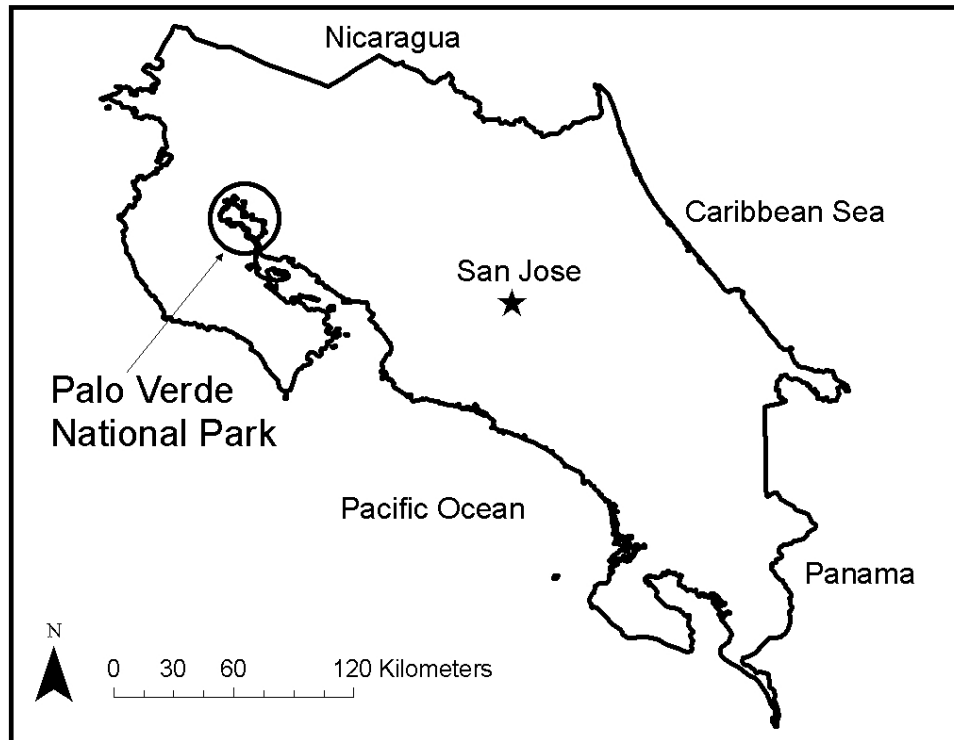 Nicaragua
Caribbean Sea
San Jose
Palo Verde
National Park
Pacific Ocean
Panama
N
0 30 60 120 Kilometers